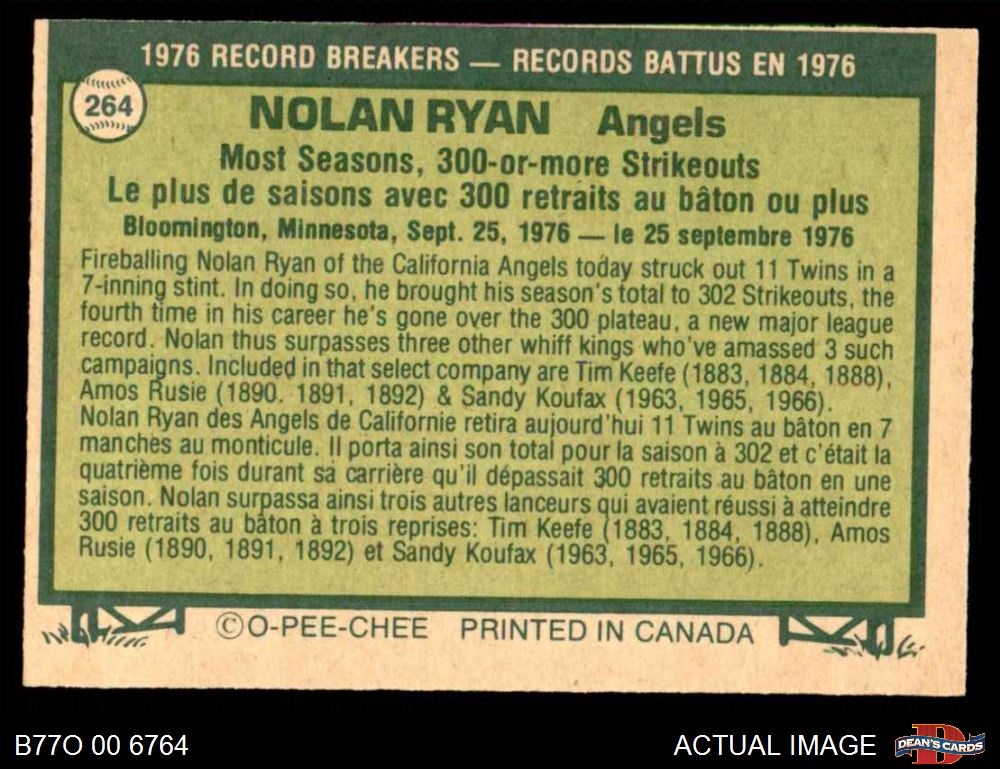 1976 RECORD BREAKERS — RECORDS BATTUS EN 1976
264
NOLAN RYAN Angels
Most Seasons, 300-or-more Strikeouts
Le plus de saisons avec 300 retraits au bâton ou plus
Bloomington, Minnesota, Sept. 25, 1976 — le 25 septembre 1976
Fireballing Nolan Ryan of the California Angels today struck out 11 Twins in a
7-inning stint. In doing so, he brought his season's total to 302 Strikeouts, the
fourth time in his career he's gone over the 300 plateau, a new major league
record. Nolan thus surpasses three other whiff kings who've amassed 3 such
campaigns. Included in that select company are Tim Keefe (1883, 1884, 1888),
Amos Rusie (1890. 1891, 1892) & Sandy Koufax (1963, 1965, 1966).
Nolan Ryan des Angels de Californie retira aujourd'hui 11 Twins au bâton en 7
manches au monticule. Il porta ainsi son total pour la saison à 302 et c'était la
quatrième fois durant sa carrière qu'il dépassait 300 retraits au bâton en une
saison. Nolan surpassa ainsi trois autres lanceurs qui avaient réussi à atteindre
300 retraits au bâton à trois reprises: Tim Keefe (1883, 1884, 1888), Amos
Rusie (1890, 1891, 1892) et Sandy Koufax (1963, 1965, 1966).
©O-PEE-CHEE PRINTED IN CANADA
B77O 00 6764
ACTUAL IMAGE
D
DEAN'S CARDS